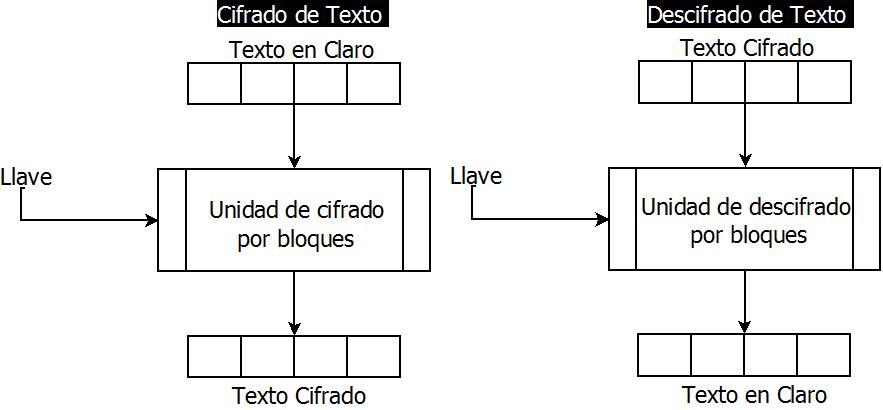 Cifrado de Texto
Texto en Claro
Llave
Unidad de cifrado
por bloques
Texto Cifrado
Descifrado de Texto
Texto Cifrado
Llave
Unidad de descifrado
por bloques
Texto en Claro